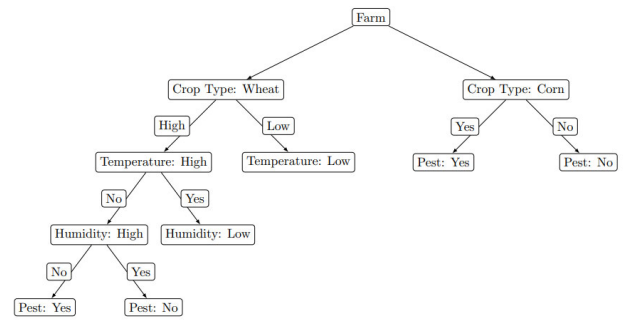 Farm
Crop Type: Wheat
Crop Type: Corn
High
Low
Yes
No
Temperature: High
Temperature: Low
Pest: Yes
Pest: No
No
Yes
Humidity: High
Humidity: Low
No
Yes
Pest: Yes
Pest: No